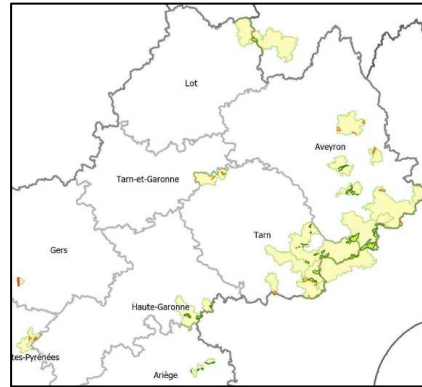 Lot
Aveyron
Tarn-et-Garonne
Tarn
Gers
Haute-Garonne
tes-Pyrénées
Ariège